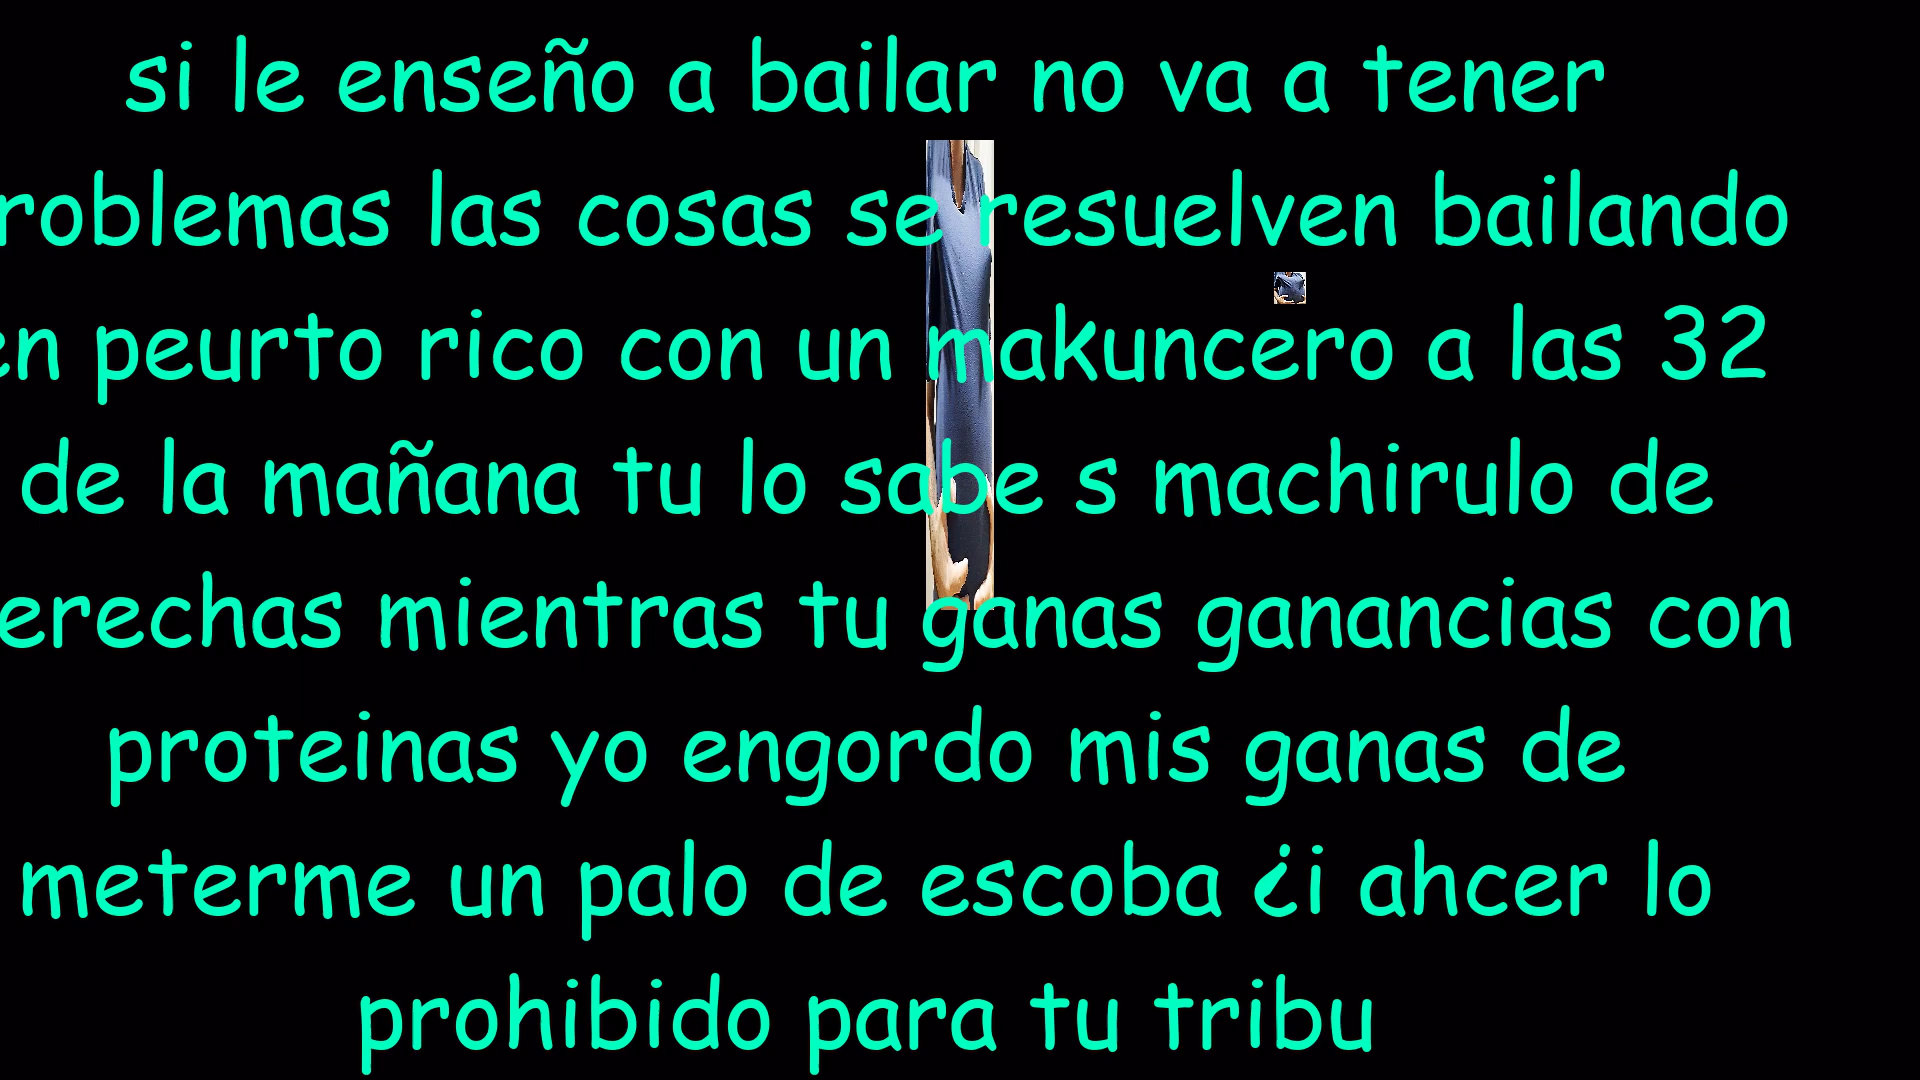 si le enseño a bailar no va a tener
roblemas las cosas se resuelven bailando
en peurto rico con un makuncero a las 32
de la mañana tu lo sabe s machirulo de
erechas mientras tu ganas ganancias con
proteinas yo engordo mis ganas de
meterme un palo de escoba ¿i ahcer lo
prohibido para tu tribu